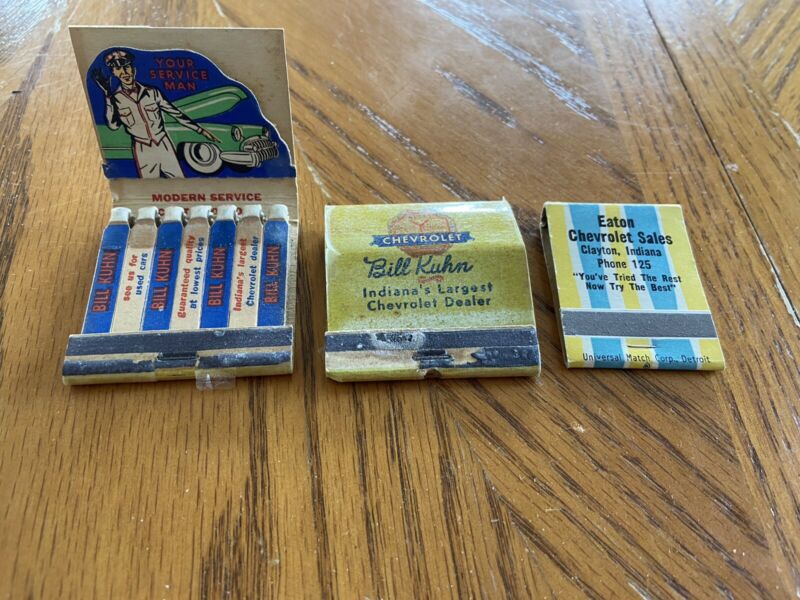 YOUR
SERVICE
MAN
MODERN SERVICE
BILL KUHN
See us for
used cars
BILL KUHN
Guaranteed quality
at lowest prices
BILL KUHN
Indiana's largest
Chevrolet dealer
BILL KUHN
CHEVROLET
Bill Kuhn
Indiana's Largest
Chevrolet Dealer
Eaton
Chevrolet Sales
Clayton, Indiana
Phone 125
"You've Tried The Rest
Now Try The Best"
Universal Match Corp., Detroit